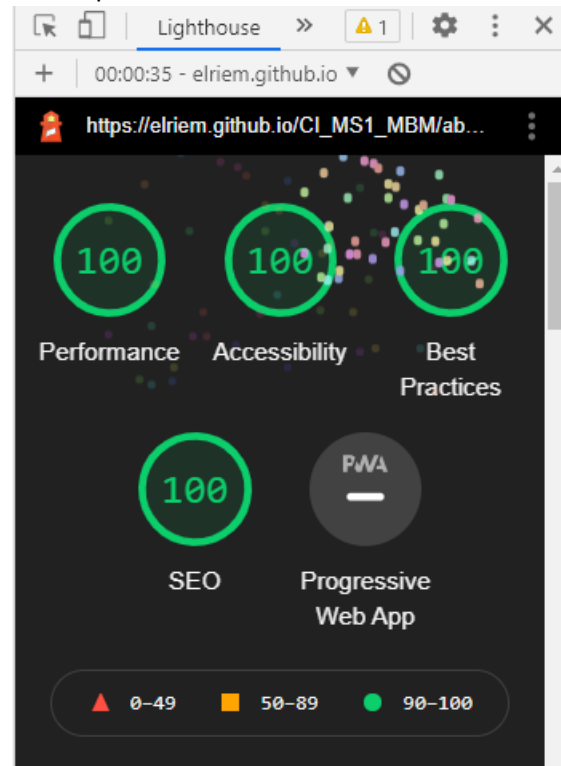 Lighthouse
1
00:00:35 - elriem.github.io
https://elriem.github.io/CI_MS1_MBM/ab...
100 100 100
Performance Accessibility Best
Practices
100 PWA
SEO Progressive
Web App
0–49 50–89 90–100